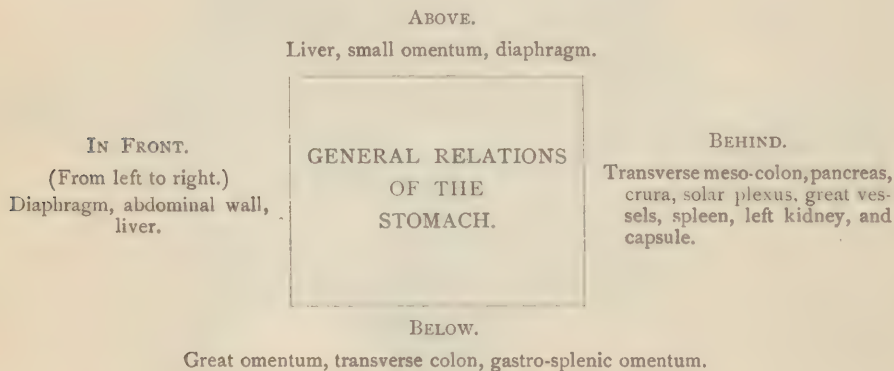 ABOVE.
Liver, small omentum, diaphragm.
IN FRONT.
(From left to right.)
Diaphragm, abdominal wall,
liver.
GENERAL RELATIONS
OF THE
STOMACH.
BEHIND.
Transverse meso-colon, pancreas,
crura, solar plexus, great ves-
sels, spleen, left kidney, and
capsule.
BELOW.
Great omentum, transverse colon, gastro-splenic omentum.